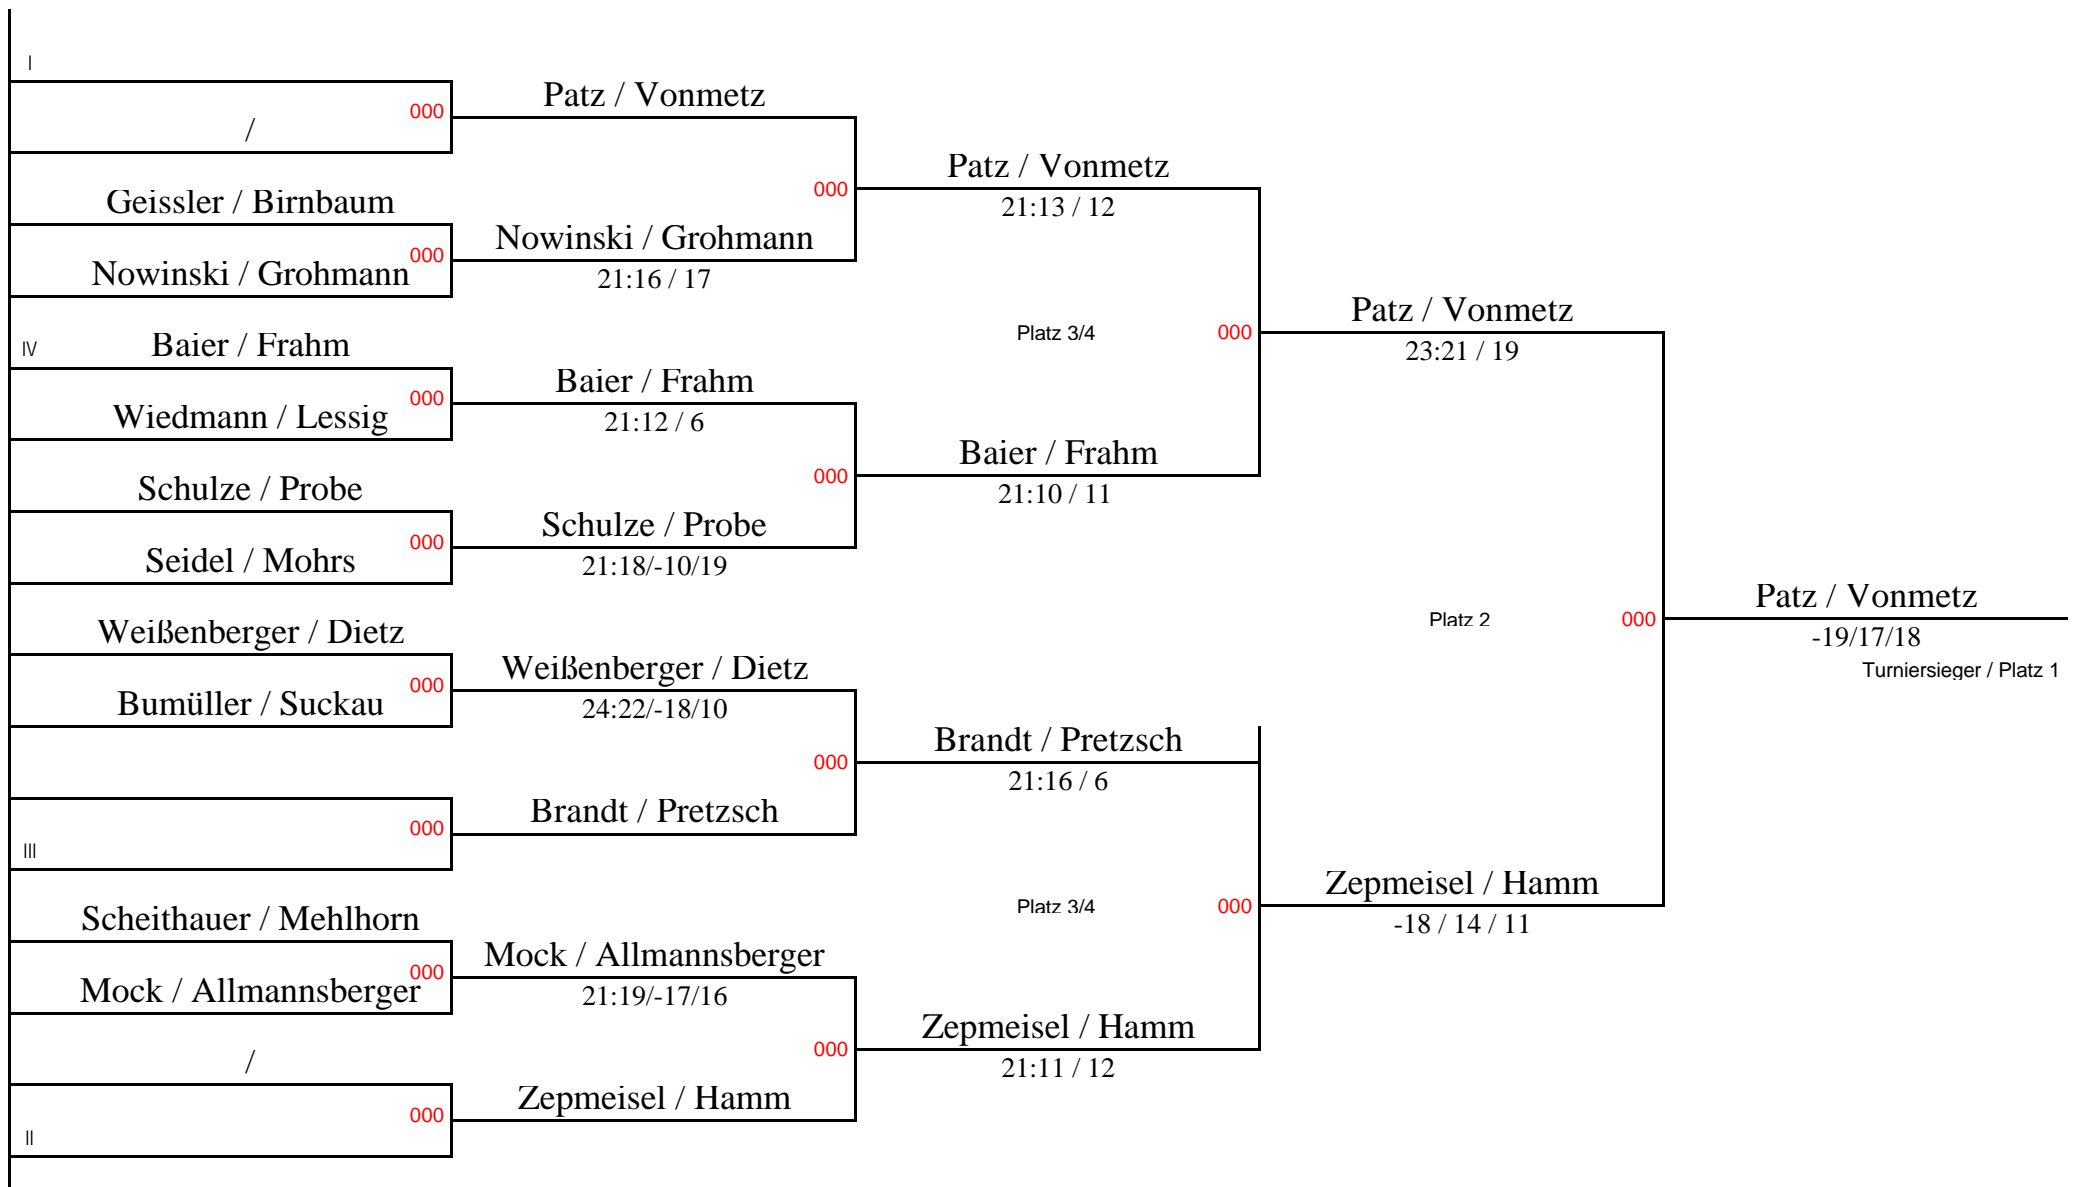 I
Patz / Vonmetz
000
/
Patz / Vonmetz
000
Geissler / Birnbaum
21:13 / 12
Nowinski / Grohmann
000
Nowinski / Grohmann
21:16 / 17
Patz / Vonmetz
Platz 3/4
000
IV
Baier / Frahm
23:21 / 19
Baier / Frahm
000
Wiedmann / Lessig
21:12 / 6
Baier / Frahm
000
Schulze / Probe
21:10 / 11
Schulze / Probe
000
Seidel / Mohrs
21:18/-10/19
Patz / Vonmetz
Platz 2
000
Weißenberger / Dietz
-19/17/18
Weißenberger / Dietz
Turniersieger / Platz 1
000
Bumüller / Suckau
24:22/-18/10
Brandt / Pretzsch
000
21:16 / 6
Brandt / Pretzsch
000
III
Zepmeisel / Hamm
Platz 3/4
000
Scheithauer / Mehlhorn
-18 / 14 / 11
Mock / Allmannsberger
000
Mock / Allmannsberger
21:19/-17/16
Zepmeisel / Hamm
000
/
21:11 / 12
Zepmeisel / Hamm
000
II